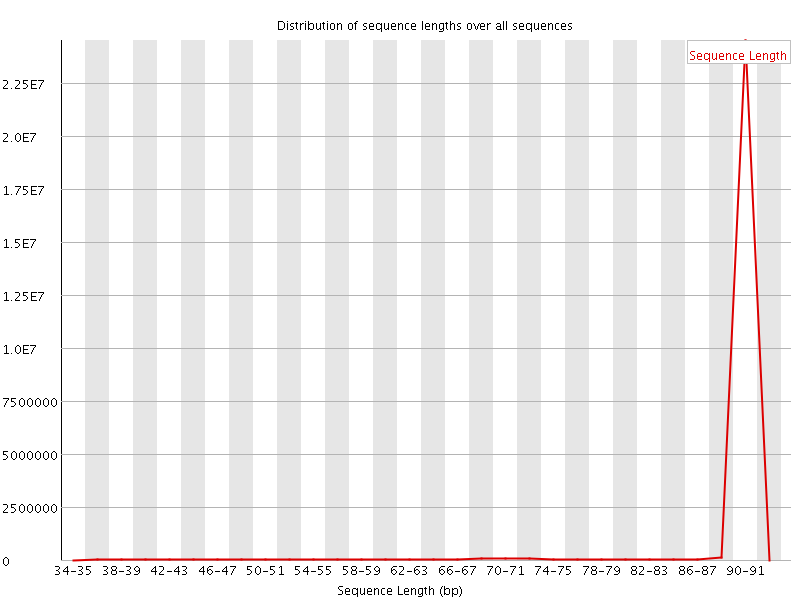 Distribution of sequence lengths over all sequences
Sequence Length
2.25E7
2.0E7
1.75E7
1.5E7
1.25E7
1.0E7
7500000
5000000
2500000
0
34-35 38-39 42-43 46-47 50-51 54-55 58-59 62-63 66-67 70-71 74-75 78-79 82-83 86-87 90-91
Sequence Length (bp)